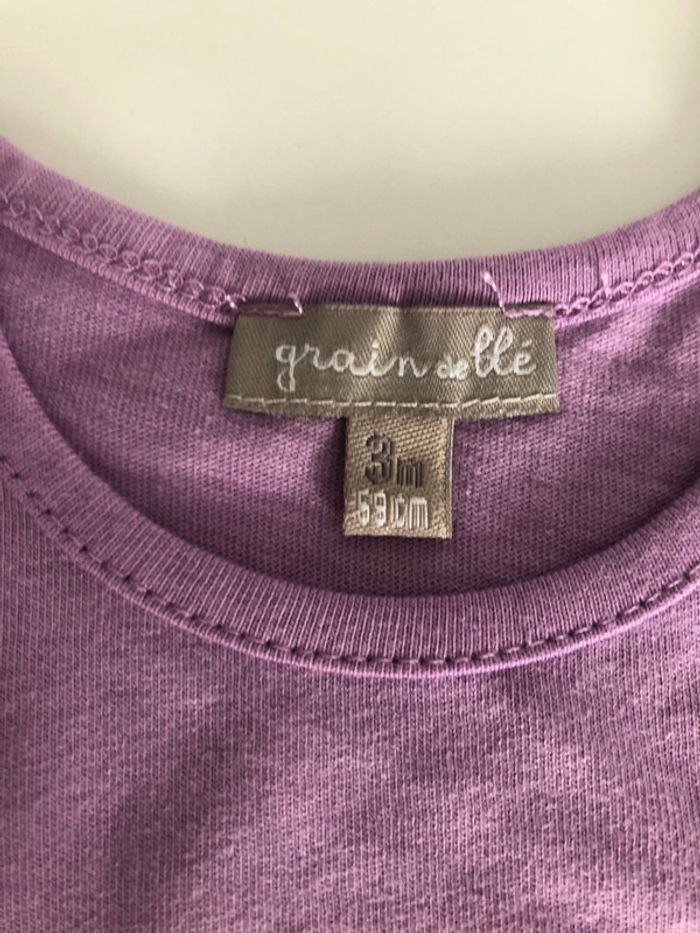 grain de blé
3m
59cm